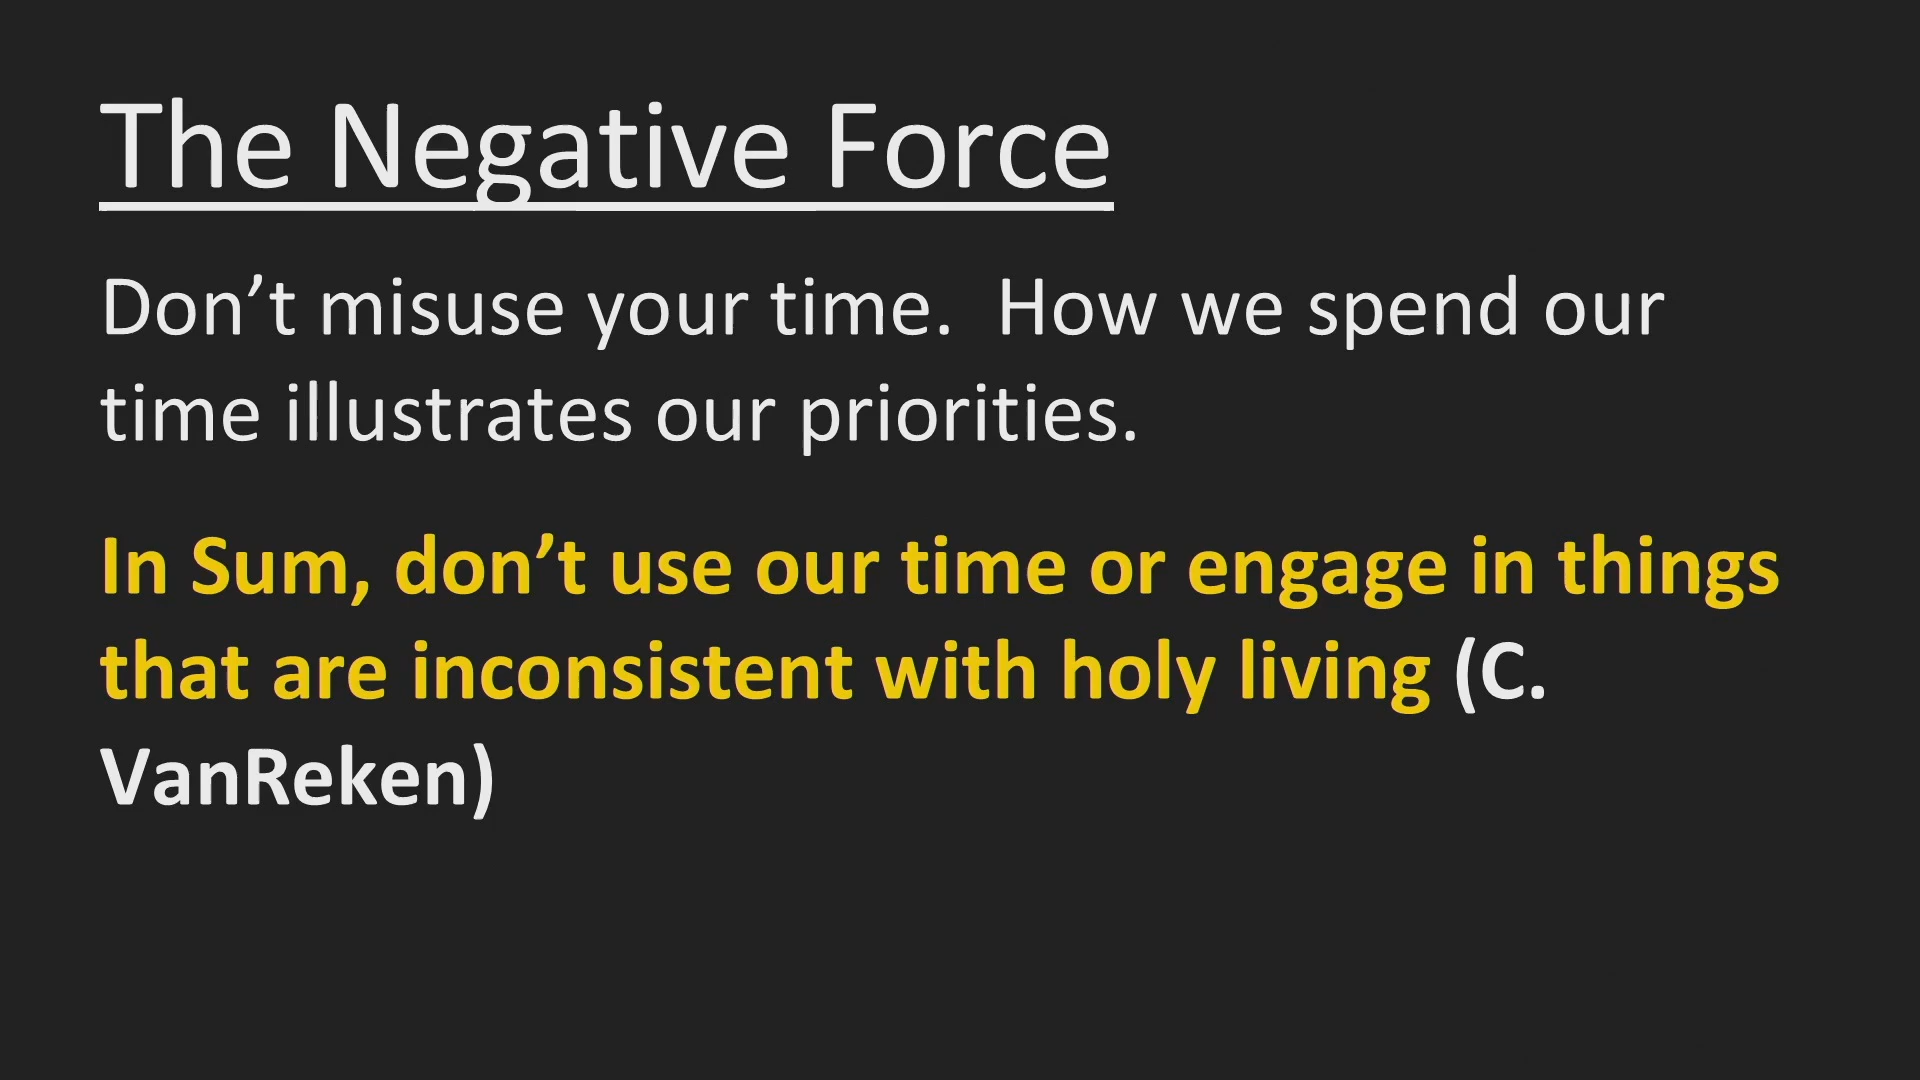 The Negative Force
Don’t misuse your time.  How we spend our
time illustrates our priorities.
In Sum, don’t use our time or engage in things
that are inconsistent with holy living (C.
VanReken)